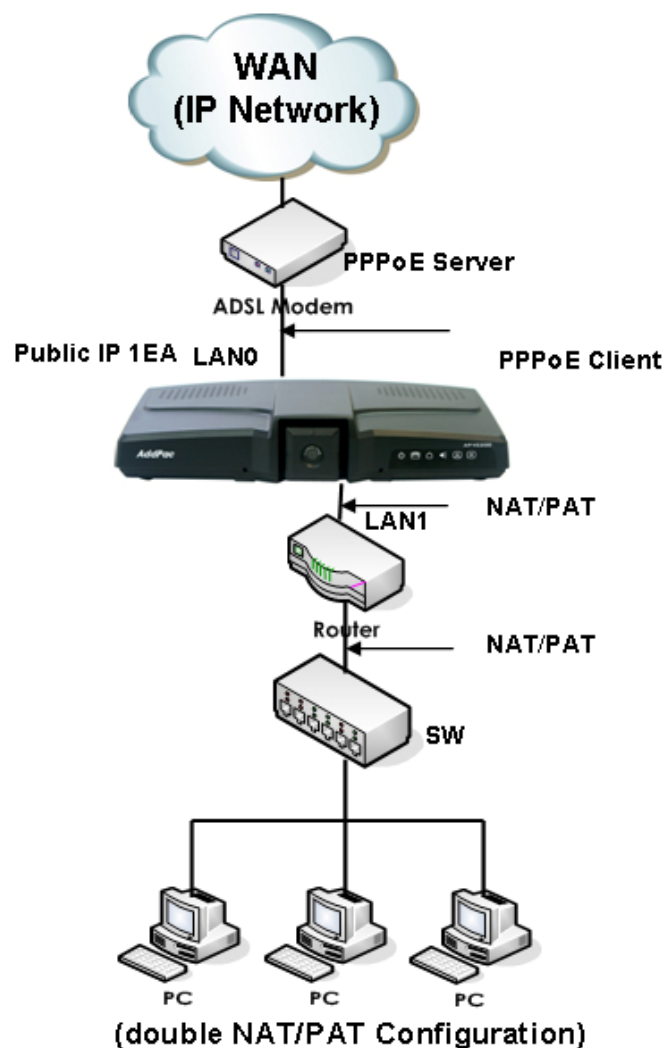 WAN
(IP Network)
PPPoE Server
ADSL Modem
Public IP 1EA LAN0
PPPoE Client
AddPac
NAT/PAT
LAN1
Router
NAT/PAT
SW
PC
PC
PC
(double NAT/PAT Configuration)